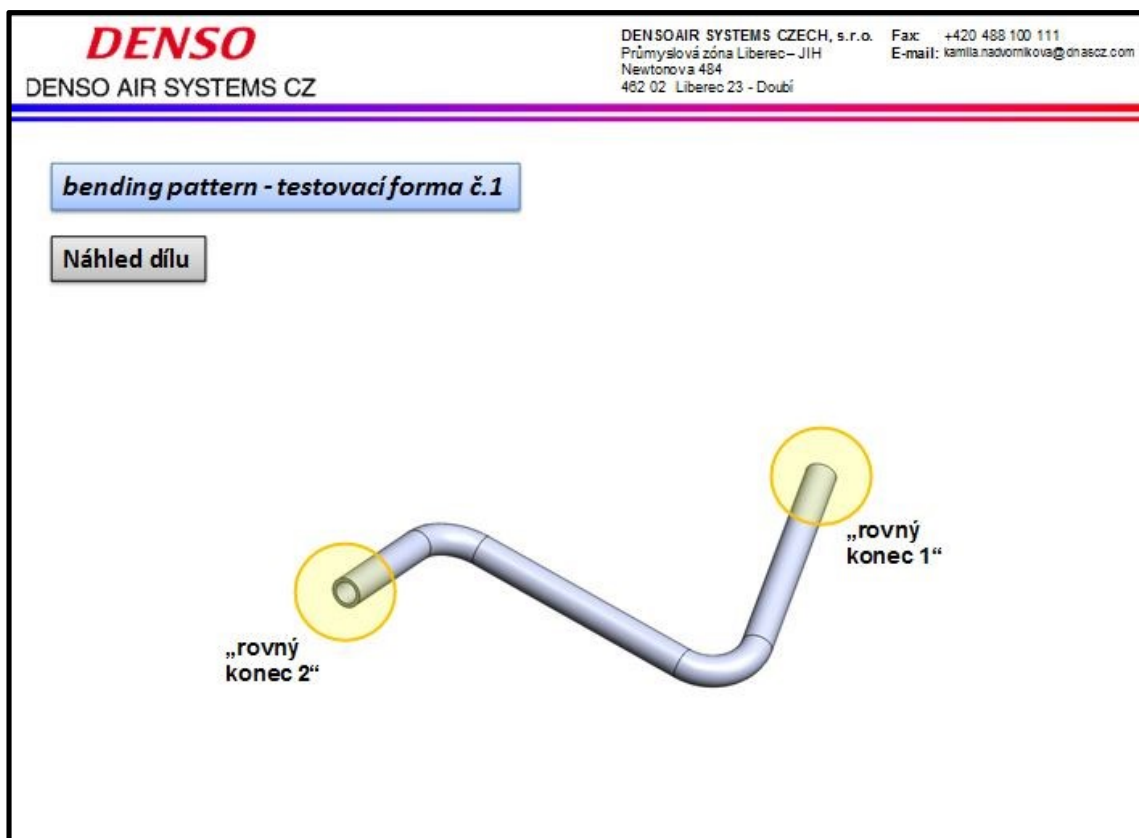 DENSO
DENSO AIR SYSTEMS CZ
DENSOAIR SYSTEMS CZECH, s.r.o.
Průmyslová zóna Liberec– JIH
Newtonova 484
462 02 Liberec 23 - Doubí
Fax: +420 488 100 111
E-mail: kamila.nadvornikova@dnascz.com
bending pattern - testovací forma č.1
Náhled dílu
„rovný
konec 1“
„rovný
konec 2“